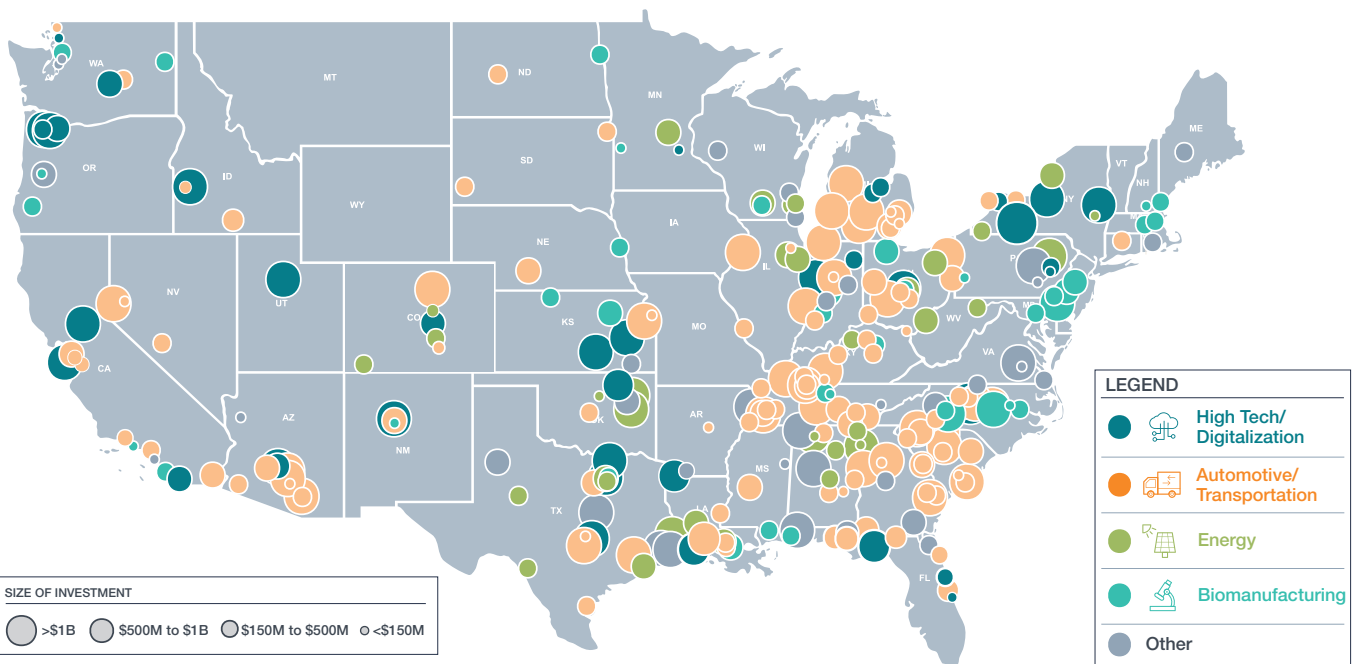 WA
MT
ND
MN
ME
OR
ID
SD
WI
VT
NH
NY
WY
IA
NE
NV
UT
CO
IL
KS
MO
WV
VA
CA
AZ
NM
AR
MS
TX
LA
FL
LEGEND
High Tech/
Digitalization
Automotive/
Transportation
Energy
Biomanufacturing
Other
SIZE OF INVESTMENT
>$1B $500M to $1B $150M to $500M <$150M